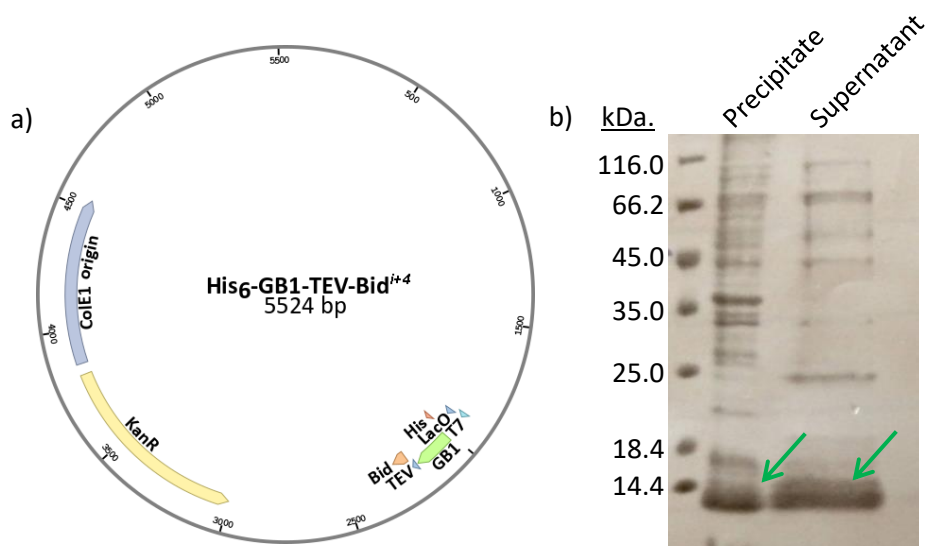 a)
5500
500
1000
1500
2500
3000
3500
4000
4500
5000
His6-GB1-TEV-Bid^i+4
5524 bp
ColE1 origin
KanR
His
LacO
T7
GB1
TEV
Bid
b)
kDa.
Precipitate
Supernatant
116.0
66.2
45.0
35.0
25.0
18.4
14.4